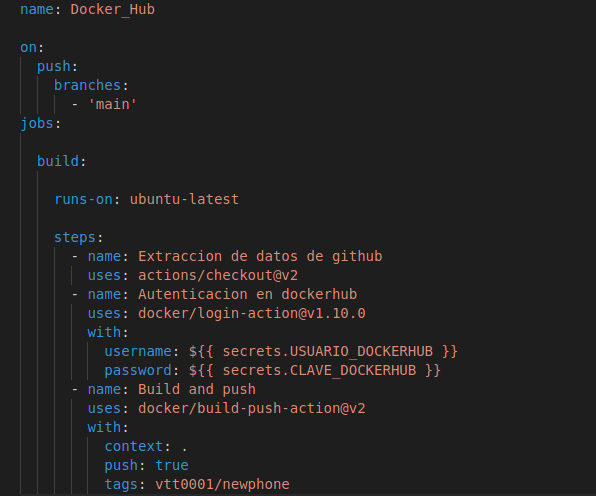 name: Docker_Hub
on:
push:
branches:
- 'main'
jobs:
build:
runs-on: ubuntu-latest
steps:
- name: Extraccion de datos de github
uses: actions/checkout@v2
- name: Autenticacion en dockerhub
uses: docker/login-action@v1.10.0
with:
username: ${{ secrets.USUARIO_DOCKERHUB }}
password: ${{ secrets.CLAVE_DOCKERHUB }}
- name: Build and push
uses: docker/build-push-action@v2
with:
context: .
push: true
tags: vtt0001/newphone